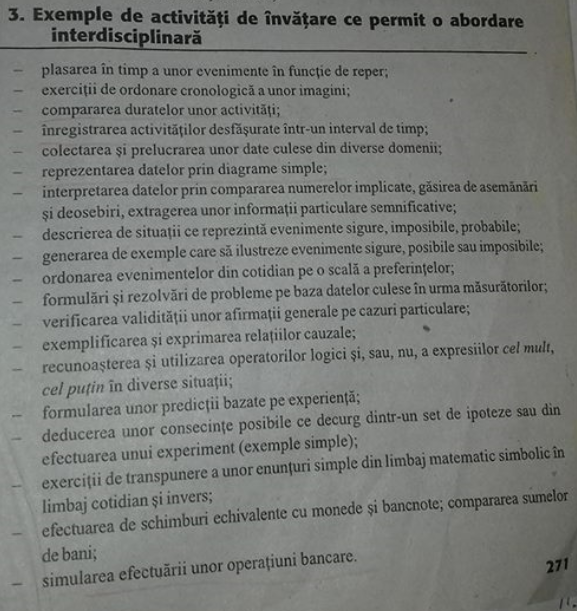 3. Exemple de activități de învățare ce permit o abordare
interdisciplinară
– plasarea în timp a unor evenimente în funcție de reper;
– exerciții de ordonare cronologică a unor imagini;
– compararea duratelor unor activități;
– înregistrarea activităților desfășurate într-un interval de timp;
– colectarea și prelucrarea unor date culese din diverse domenii;
– reprezentarea datelor prin diagrame simple;
– interpretarea datelor prin compararea numerelor implicate, găsirea de asemănări
și deosebiri, extragerea unor informații particulare semnificative;
– descrierea de situații ce reprezintă evenimente sigure, imposibile, probabile;
– generarea de exemple care să ilustreze evenimente sigure, posibile sau imposibile;
– ordonarea evenimentelor din cotidian pe o scală a preferințelor;
– formulări și rezolvări de probleme pe baza datelor culese în urma măsurătorilor;
– verificarea validității unor afirmații generale pe cazuri particulare;
– exemplificarea și exprimarea relațiilor cauzale;
– recunoașterea și utilizarea operatorilor logici și, sau, nu, a expresiilor cel mult,
cel puțin în diverse situații;
– formularea unor predicții bazate pe experiență;
– deducerea unor consecințe posibile ce decurg dintr-un set de ipoteze sau din
efectuarea unui experiment (exemple simple);
– exerciții de transpunere a unor enunțuri simple din limbaj matematic simbolic în
limbaj cotidian și invers;
– efectuarea de schimburi echivalente cu monede și bancnote; compararea sumelor
de bani;
– simularea efectuării unor operațiuni bancare.
271